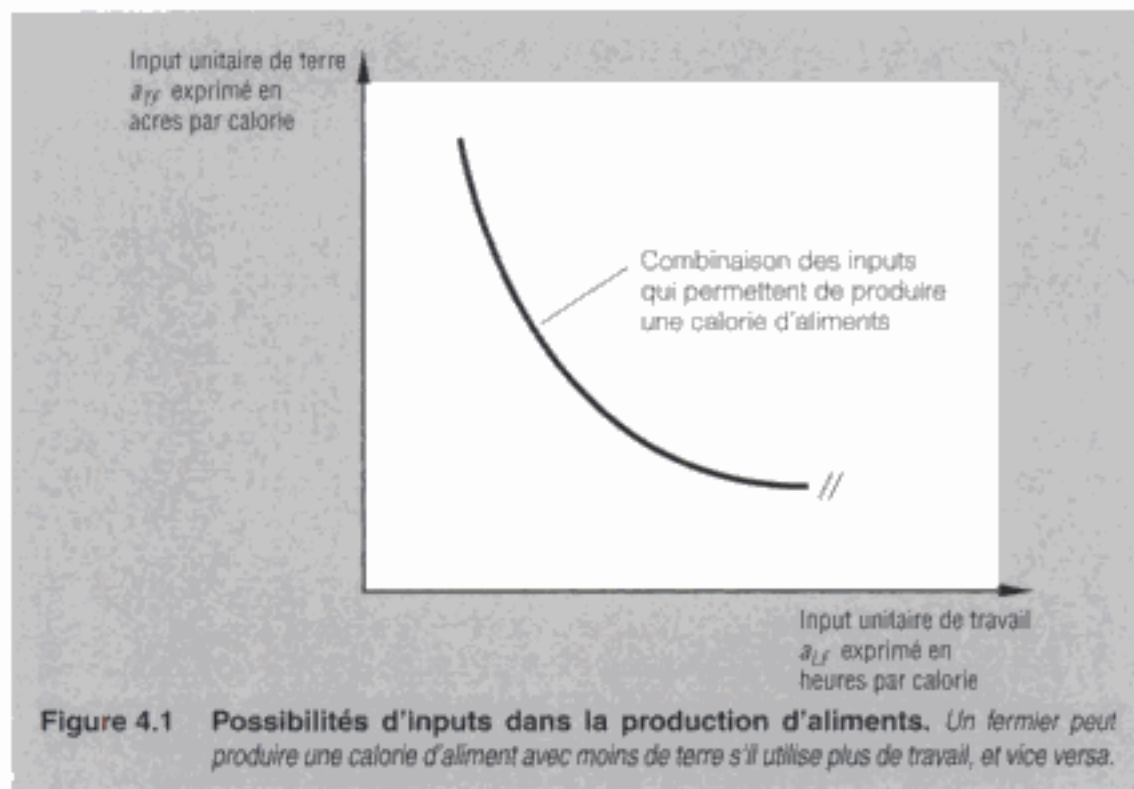 Input unitaire de terre
aTF exprimé en
acres par calorie
Combinaison des inputs
qui permettent de produire
une calorie d'aliments
//
Input unitaire de travail
aLF exprimé en
heures par calorie
Figure 4.1 Possibilités d'inputs dans la production d'aliments. Un fermier peut
produire une calorie d'aliment avec moins de terre s'il utilise plus de travail, et vice versa.